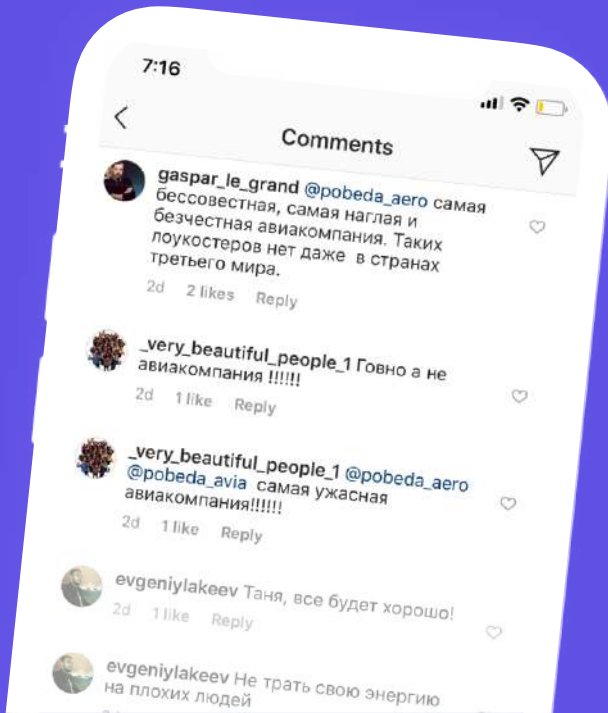 7:16
Comments
gaspar_le_grand @pobeda_aero самая
бессовестная, самая наглая и
безчестная авиакомпания. Таких
лоукостеров нет даже в странах
третьего мира.
2d 2 likes Reply
_very_beautiful_people_1 Говно а не
авиакомпания !!!!!!
2d 1 like Reply
_very_beautiful_people_1 @pobeda_aero
@pobeda_avia самая ужасная
авиакомпания!!!!!!
2d 1 like Reply
evgeniylakeev Таня, все будет хорошо!
2d 1 like Reply
evgeniylakeev Не трать свою энергию
на плохих людей